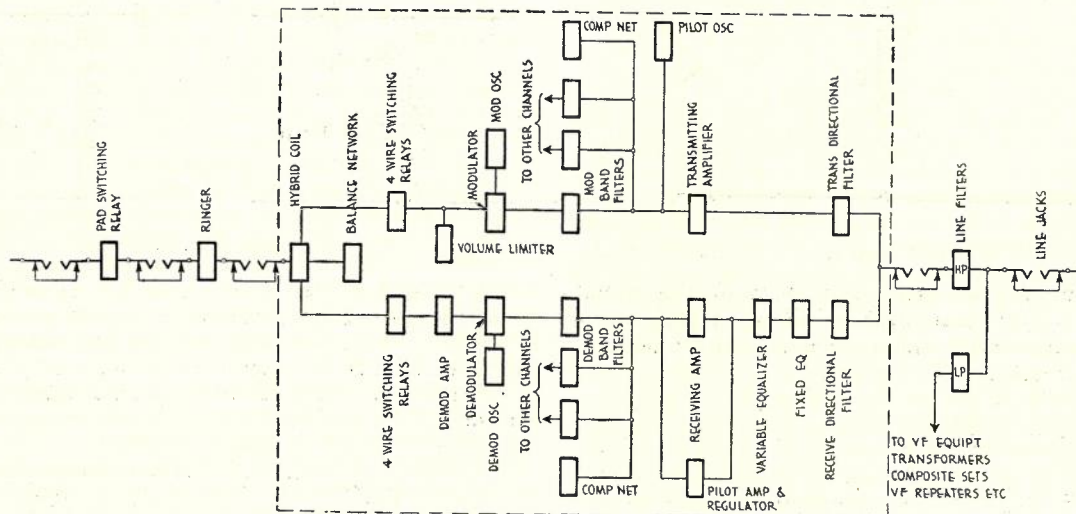 COMP NET
PILOT OSC
MOD OSC
TO OTHER CHANNELS
4 WIRE SWITCHING
RELAYS
MODULATOR
HYBRID COIL
BALANCE NETWORK
MOD BAND
FILTERS
TRANSMITTING
AMPLIFIER
TRANS DIRECTIONAL
FILTER
PAD SWITCHING
RELAY
RINGER
VOLUME LIMITER
LINE FILTERS
LINE JACKS
HP
4 WIRE SWITCHING
RELAYS
DEMOD AMP
DEMODULATOR
DEMOD OSC
TO OTHER CHANNELS
DEMOD BAND
FILTERS
RECEIVING AMP
VARIABLE EQUALIZER
FIXED EQ
RECEIVE DIRECTIONAL
FILTER
LP
COMP NET
PILOT AMP &
REGULATOR
TO VF EQUIPT
TRANSFORMERS
COMPOSITE SETS
VF REPEATERS ETC